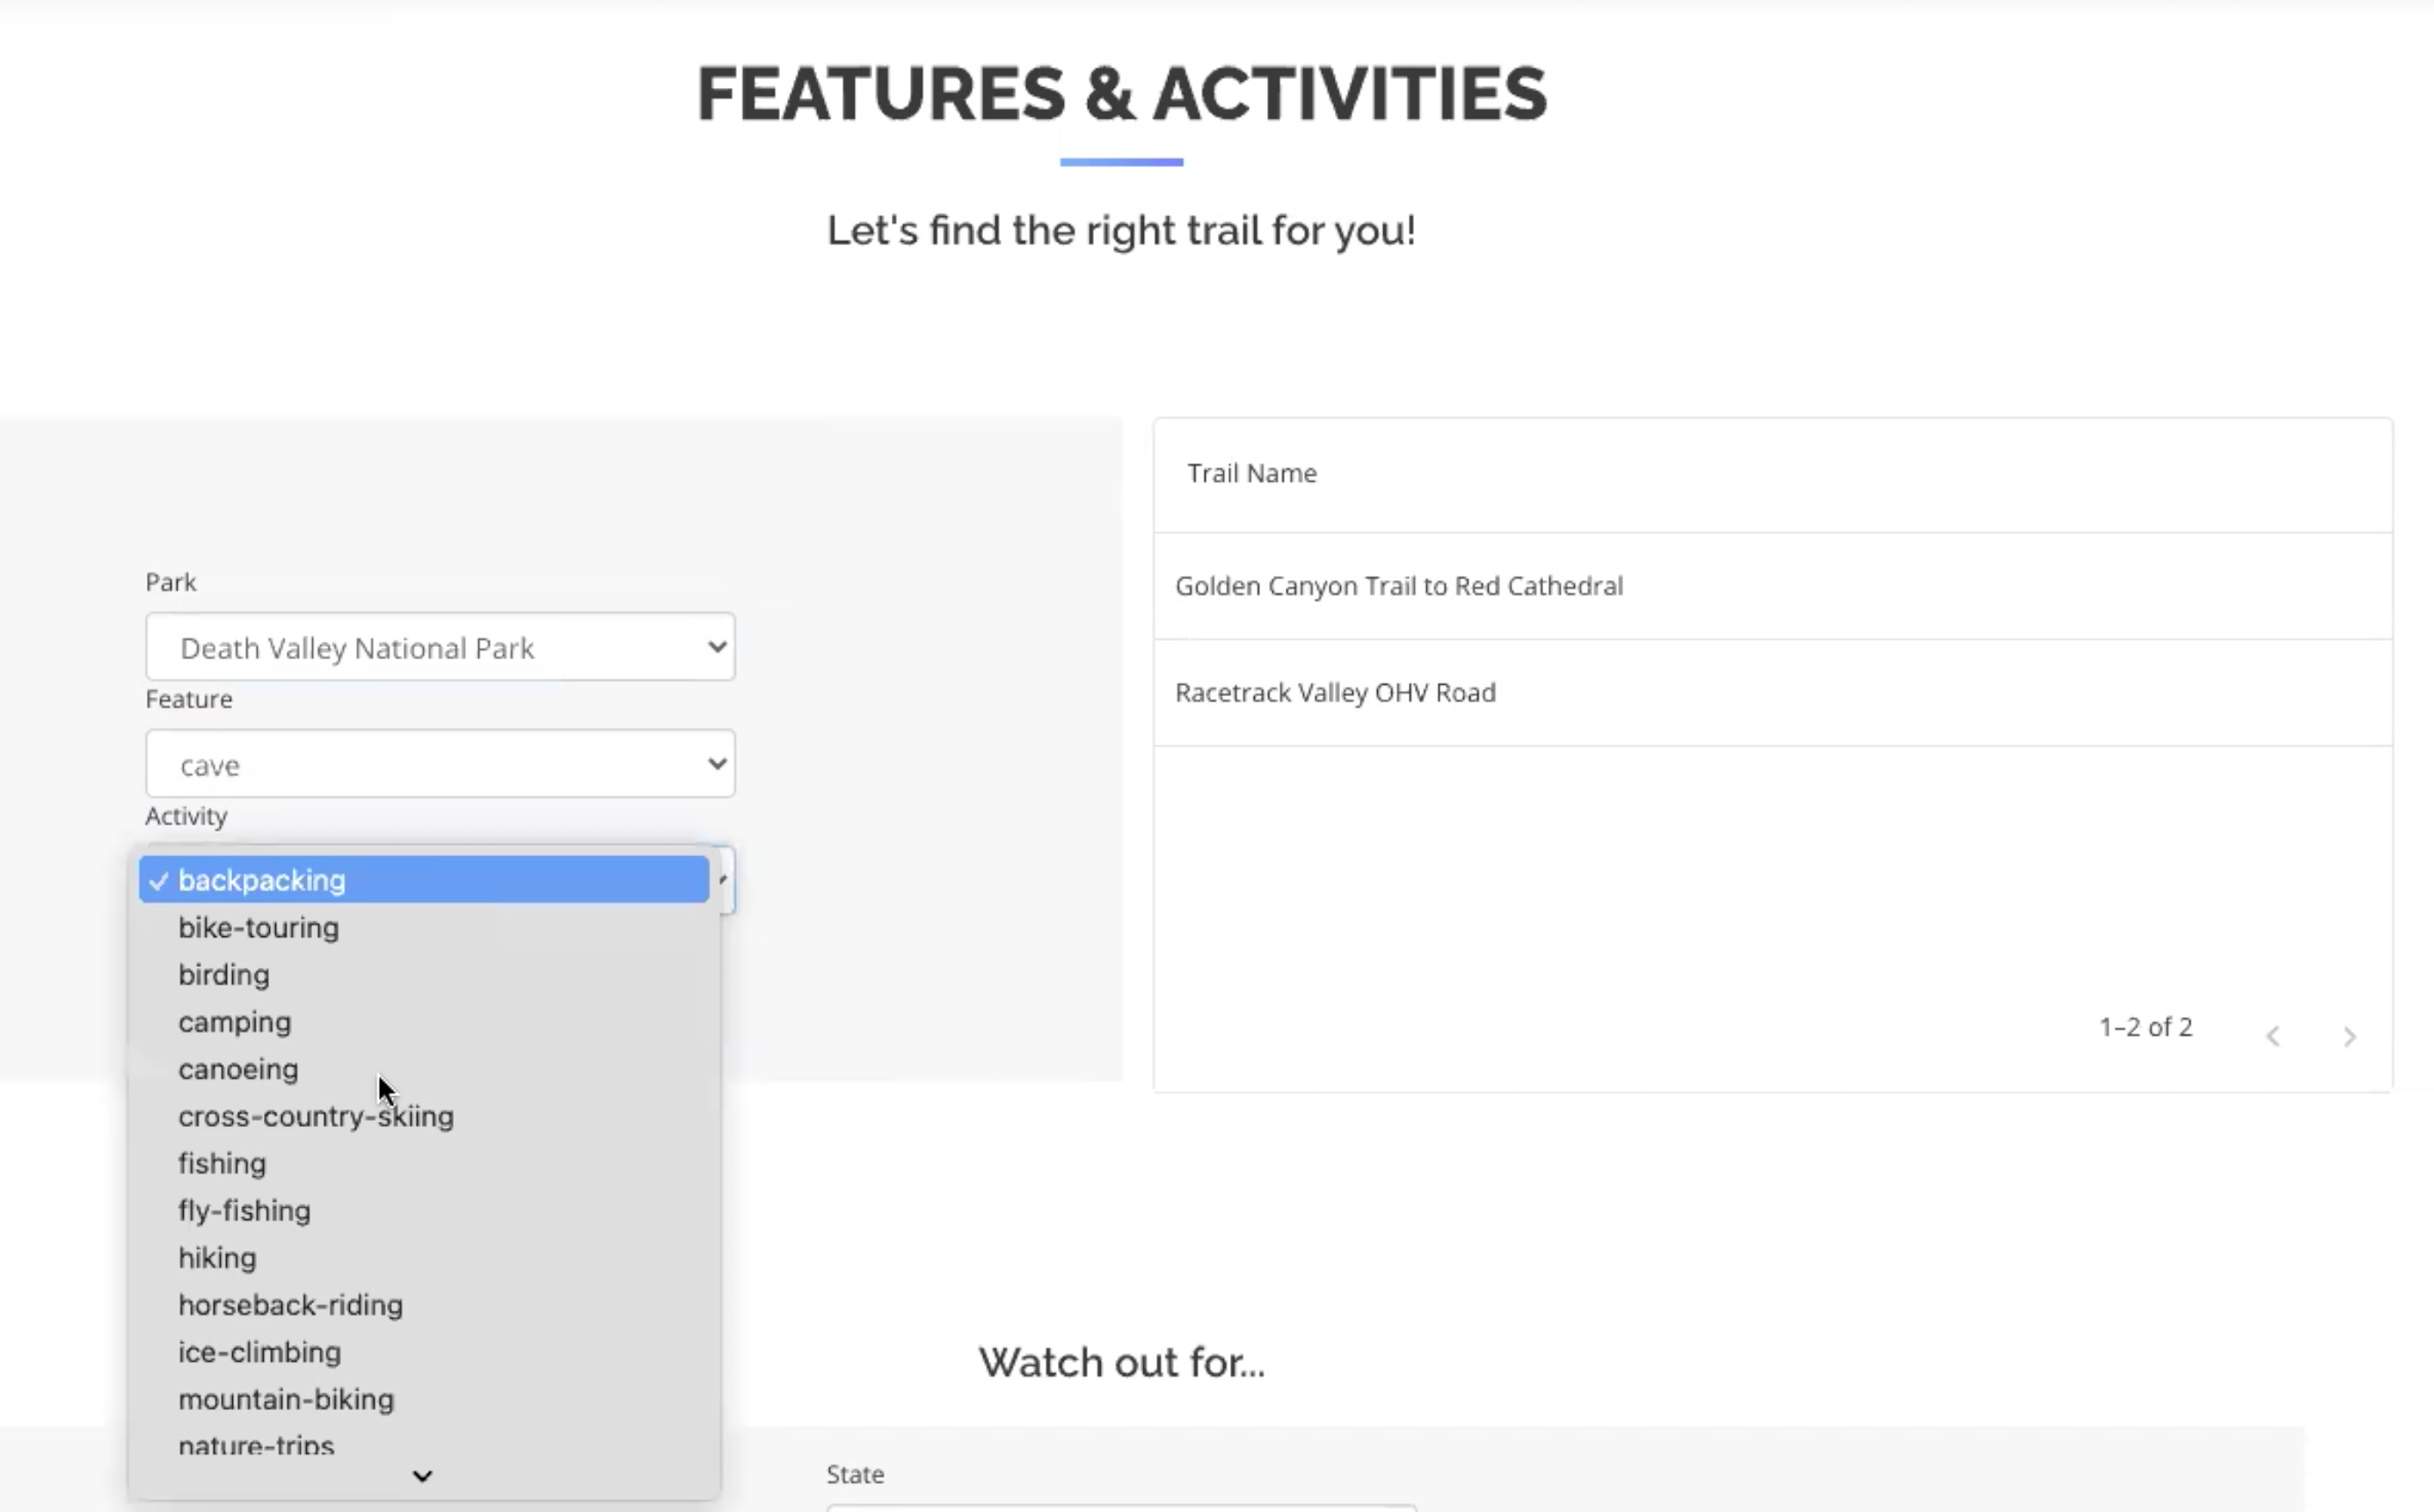 FEATURES & ACTIVITIES
Let's find the right trail for you!
Park
Death Valley National Park
Feature
cave
Activity
backpacking
bike-touring
birding
camping
canoeing
cross-country-skiing
fishing
fly-fishing
hiking
horseback-riding
ice-climbing
mountain-biking
nature-trips
Trail Name
Golden Canyon Trail to Red Cathedral
Racetrack Valley OHV Road
1–2 of 2
Watch out for...
State